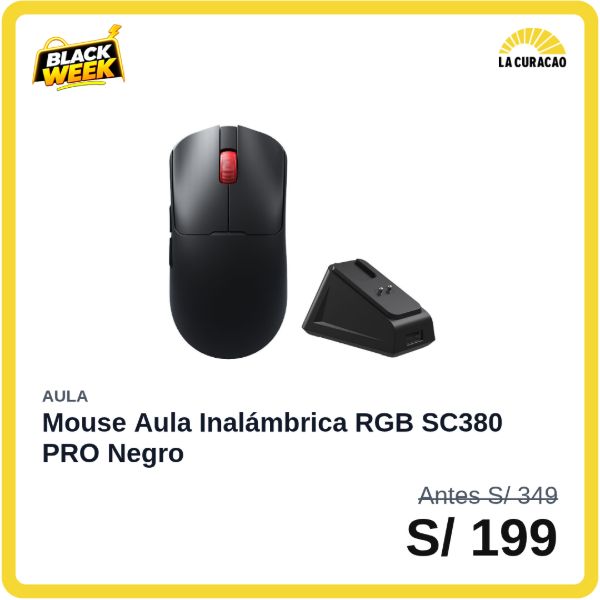 BLACK
WEEK
LA CURACAO
AULA
Mouse Aula Inalámbrica RGB SC380
PRO Negro
Antes S/ 349
S/ 199